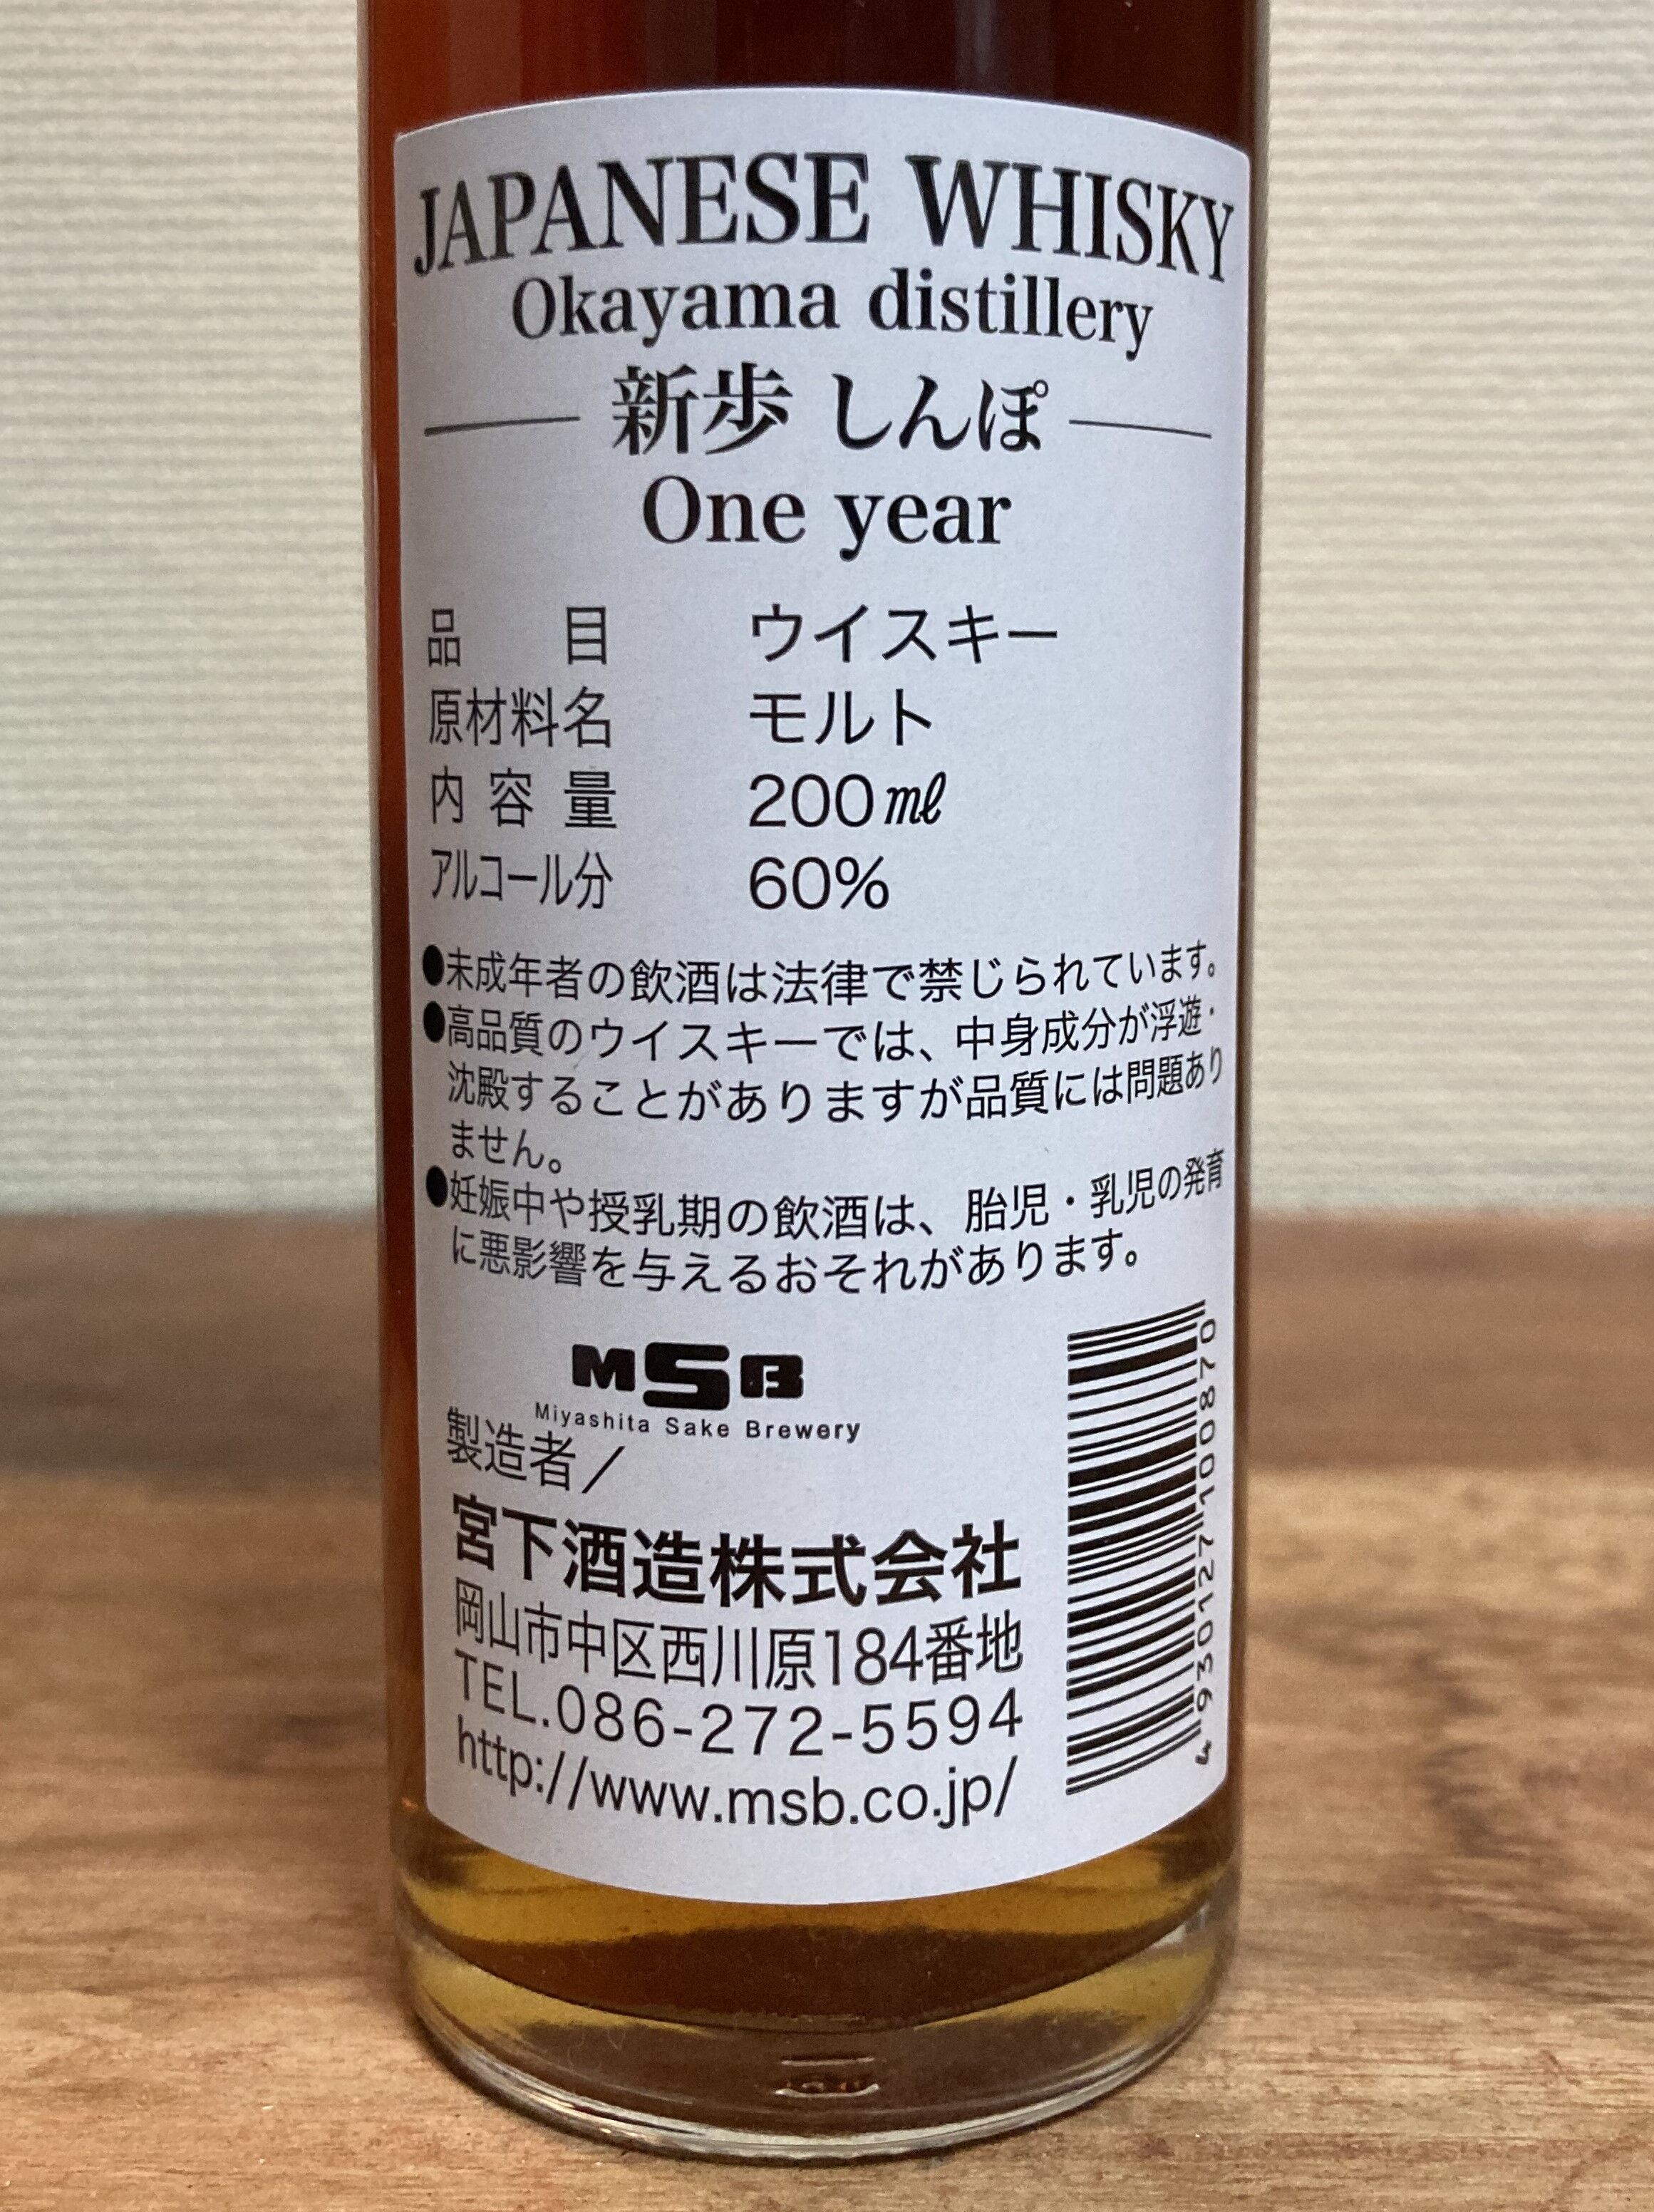 JAPANESE WHISKY
Okayama distillery
新歩 しんぽ
One year
品目 ウイスキー
原材料名 モルト
内容量 200㎖
アルコール分 60%
●未成年者の飲酒は法律で禁じられています。
●高品質のウイスキーでは、中身成分が浮遊・
沈殿することがありますが品質には問題あり
ません。
●妊娠中や授乳期の飲酒は、胎児・乳児の発育
に悪影響を与えるおそれがあります。
MSB
Miyashita Sake Brewery
製造者／
宮下酒造株式会社
岡山市中区西川原184番地
TEL.086-272-5594
http://www.msb.co.jp/
4930127100870